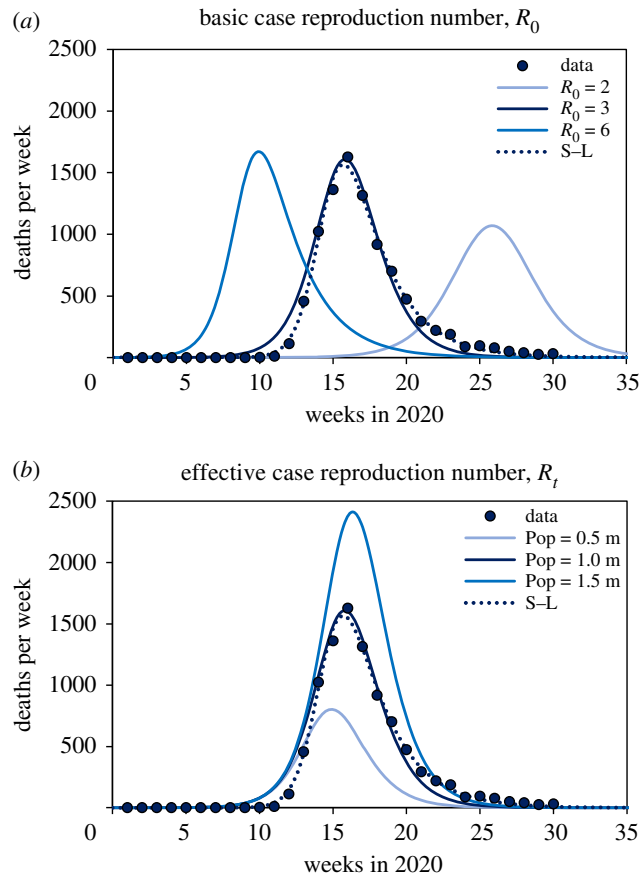 (a) basic case reproduction number, R0
2500
2000
1500
1000
500
0
deaths per week
data
R0 = 2
R0 = 3
R0 = 6
S–L
5 10 15 20 25 30 35
weeks in 2020
(b) effective case reproduction number, Rt
2500
2000
1500
1000
500
0
deaths per week
data
Pop = 0.5 m
Pop = 1.0 m
Pop = 1.5 m
S–L
5 10 15 20 25 30 35
weeks in 2020